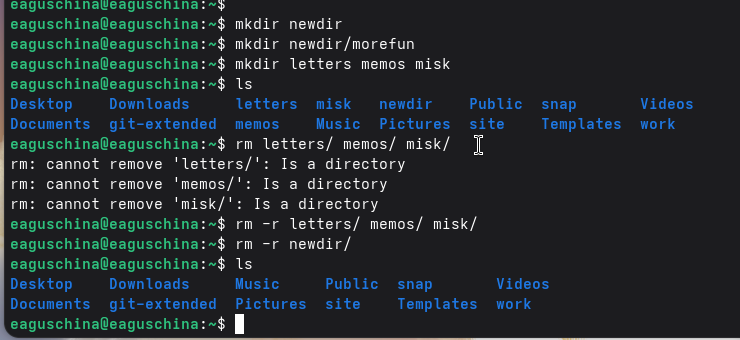 eaguschina@eaguschina:~$
eaguschina@eaguschina:~$ mkdir newdir
eaguschina@eaguschina:~$ mkdir newdir/morefun
eaguschina@eaguschina:~$ mkdir letters memos misk
eaguschina@eaguschina:~$ ls
Desktop    Downloads     letters  misk   newdir    Public  snap       Videos
Documents  git-extended  memos    Music  Pictures  site    Templates  work
eaguschina@eaguschina:~$ rm letters/ memos/ misk/
rm: cannot remove 'letters/': Is a directory
rm: cannot remove 'memos/': Is a directory
rm: cannot remove 'misk/': Is a directory
eaguschina@eaguschina:~$ rm -r letters/ memos/ misk/
eaguschina@eaguschina:~$ rm -r newdir/
eaguschina@eaguschina:~$ ls
Desktop    Downloads     Music     Public  snap       Videos
Documents  git-extended  Pictures  site    Templates  work
eaguschina@eaguschina:~$